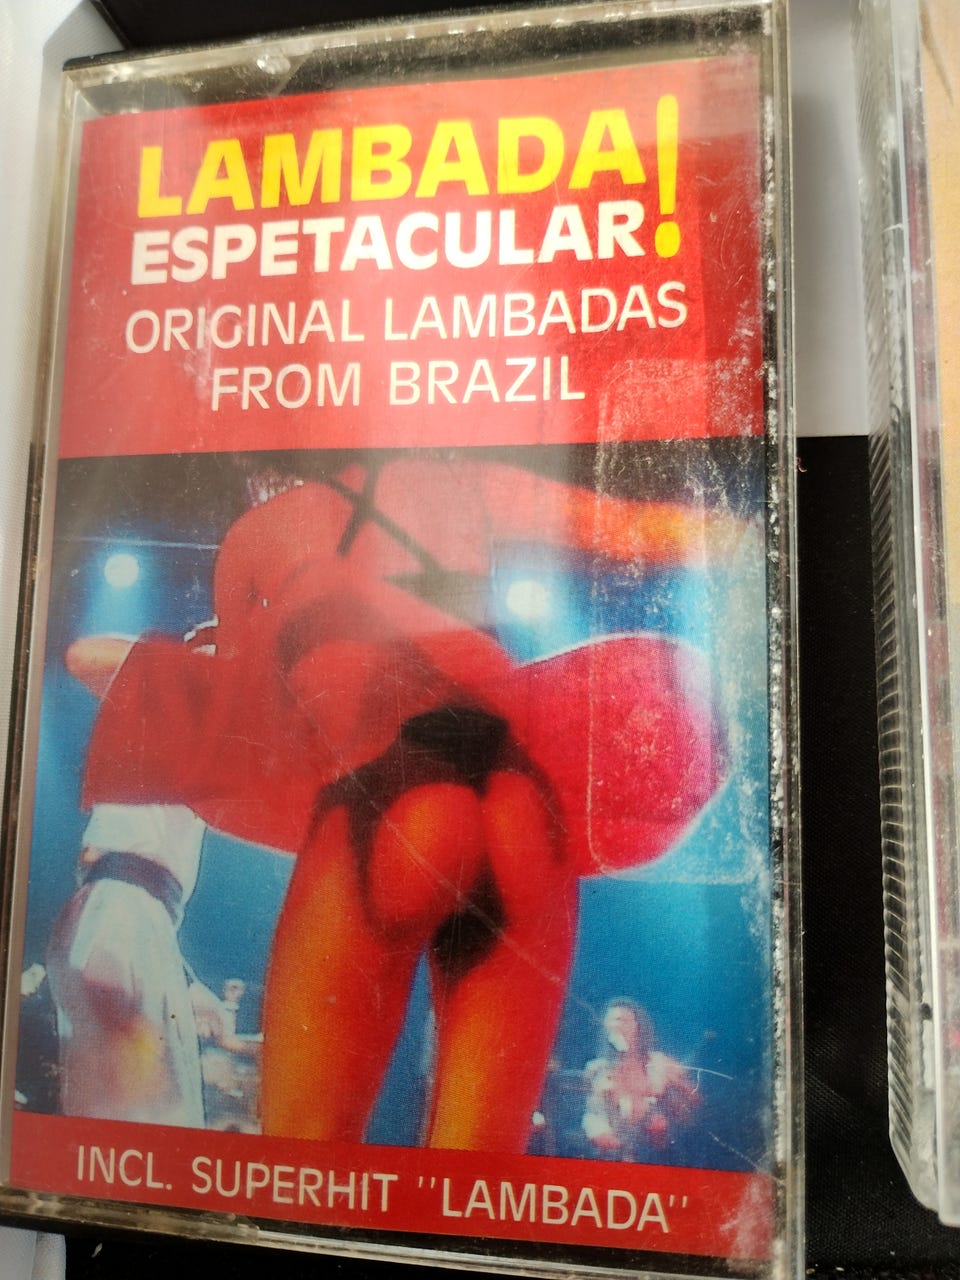 LAMBADA!
ESPETACULAR!
ORIGINAL LAMBADAS
FROM BRAZIL
INCL. SUPERHIT "LAMBADA"